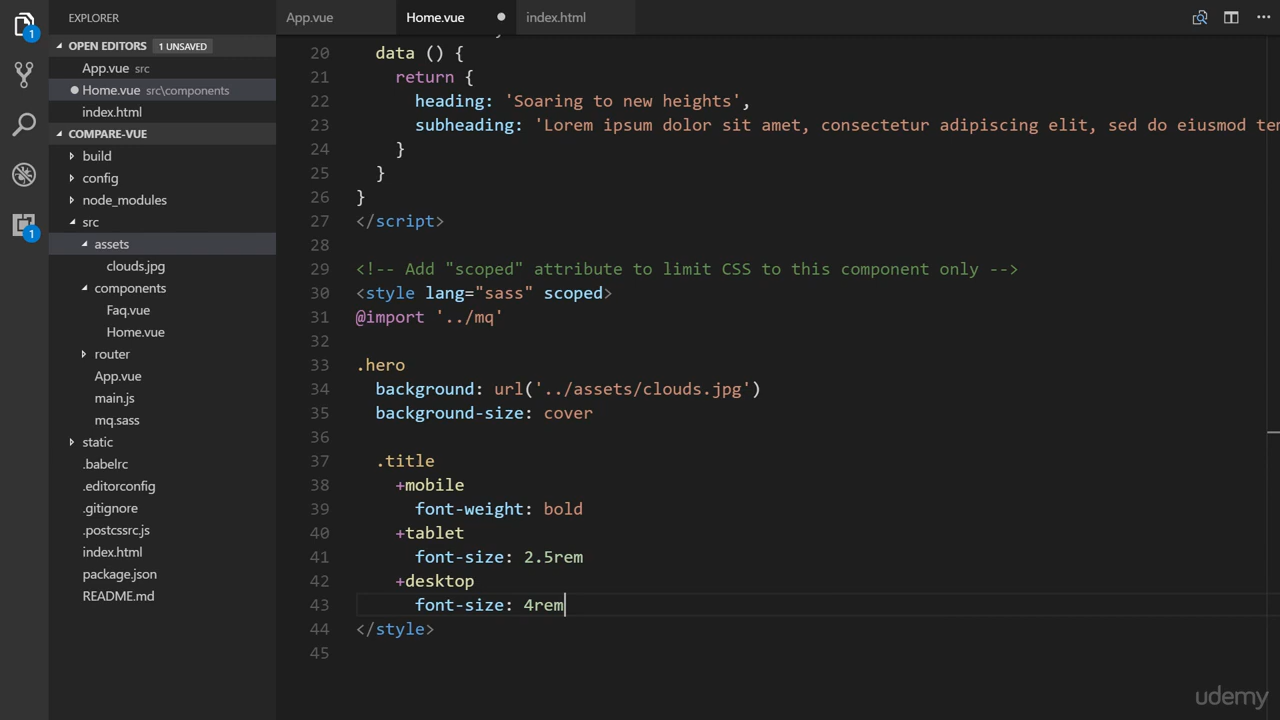 EXPLORER
App.vue
Home.vue
index.html
1
OPEN EDITORS 1 UNSAVED
App.vue src
Home.vue src\components
index.html
COMPARE-VUE
build
config
node_modules
src
assets
clouds.jpg
components
Faq.vue
Home.vue
router
App.vue
main.js
mq.sass
static
.babelrc
.editorconfig
.gitignore
.postcssrc.js
index.html
package.json
README.md
1
20 data () {
21 return {
22 heading: 'Soaring to new heights',
23 subheading: 'Lorem ipsum dolor sit amet, consectetur adipiscing elit, sed do eiusmod ten
24 }
25 }
26 }
27 </script>
28
29 <!-- Add "scoped" attribute to limit CSS to this component only -->
30 <style lang="sass" scoped>
31 @import '../mq'
32
33 .hero
34 background: url('../assets/clouds.jpg')
35 background-size: cover
36
37 .title
38 +mobile
39 font-weight: bold
40 +tablet
41 font-size: 2.5rem
42 +desktop
43 font-size: 4rem
44 </style>
45
udemy